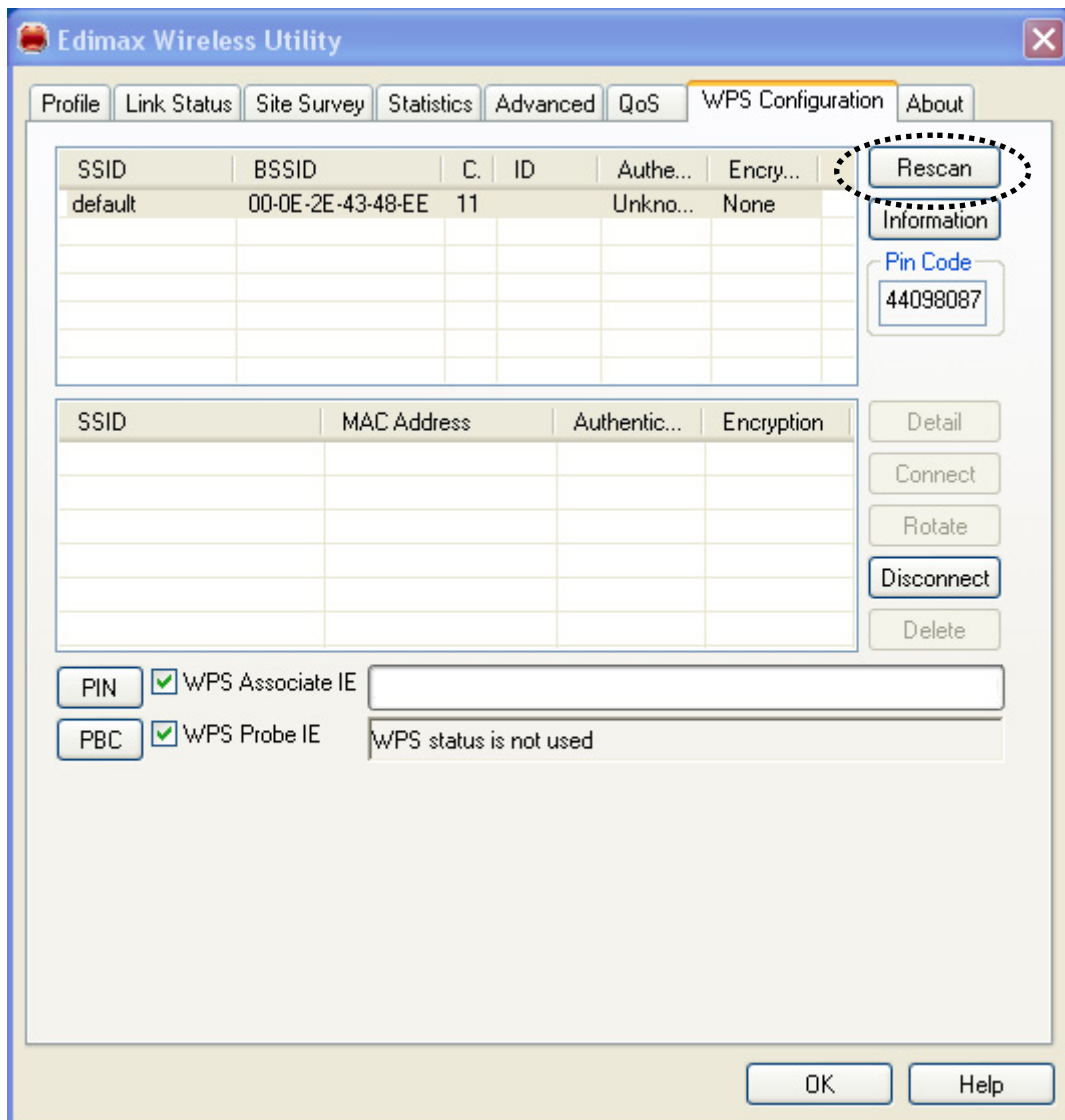 Edimax Wireless Utility
Profile Link Status Site Survey Statistics Advanced QoS WPS Configuration About
SSID BSSID C. ID Authe... Encry...
default 00-0E-2E-43-48-EE 11 Unkno... None
Rescan
Information
Pin Code
44098087
SSID MAC Address Authentic... Encryption
Detail
Connect
Rotate
Disconnect
Delete
PIN WPS Associate IE
PBC WPS Probe IE WPS status is not used
OK Help